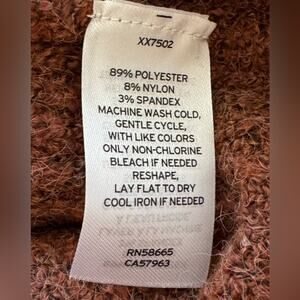 XX7502
89% POLYESTER
8% NYLON
3% SPANDEX
MACHINE WASH COLD,
GENTLE CYCLE,
WITH LIKE COLORS
ONLY NON-CHLORINE
BLEACH IF NEEDED
RESHAPE,
LAY FLAT TO DRY
COOL IRON IF NEEDED
RN58665
CA57963